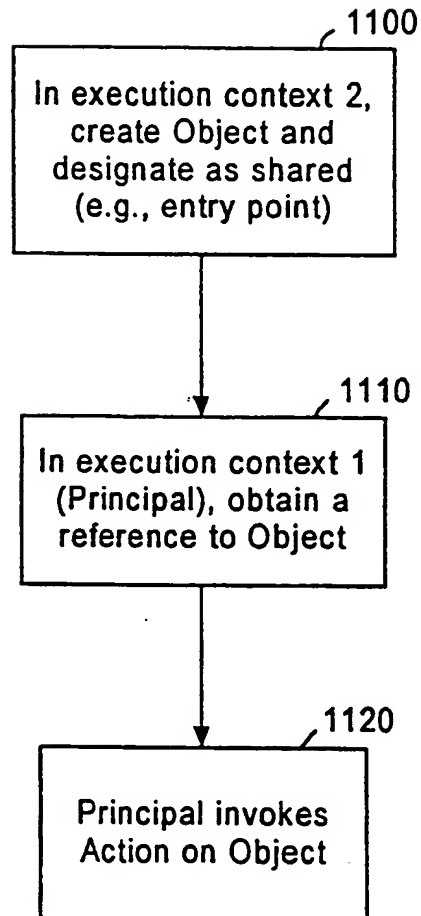 1100
In execution context 2,
create Object and
designate as shared
(e.g., entry point)
1110
In execution context 1
(Principal), obtain a
reference to Object
1120
Principal invokes
Action on Object